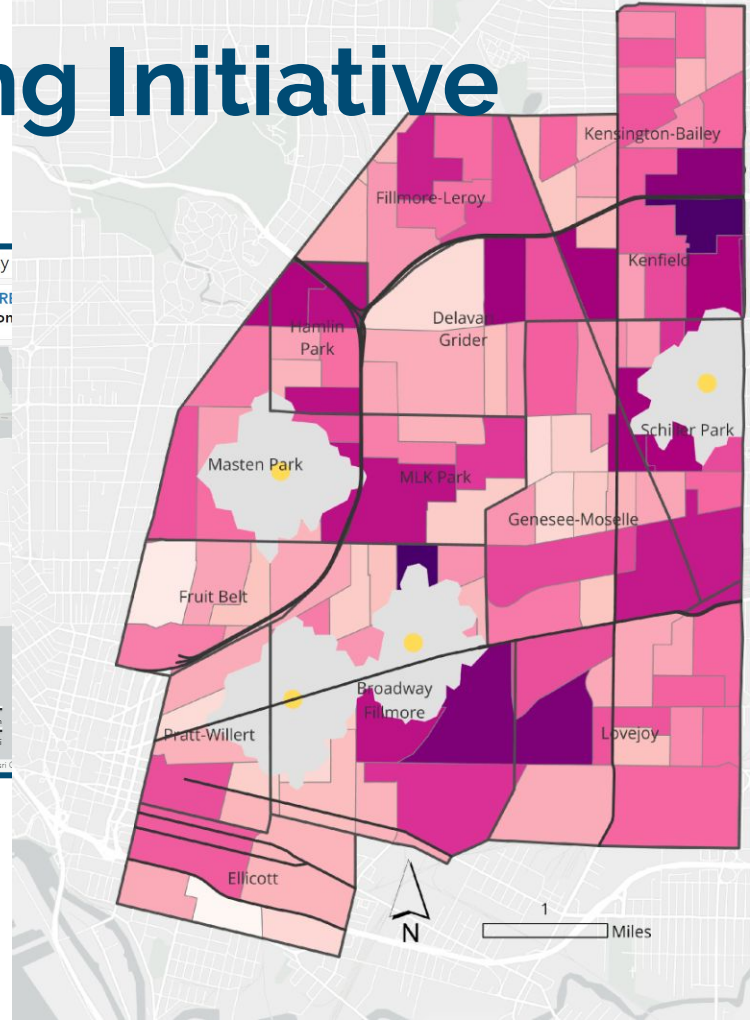 ng Initiative
Kensington-Bailey
Fillmore-Leroy
Kenfield
Delavan
Grider
Hamlin
Park
Schiller Park
Masten Park
MLK Park
Genesee-Moselle
Fruit Belt
Broadway
Fillmore
Pratt-Willert
Lovejoy
Ellicott
N
1
Miles